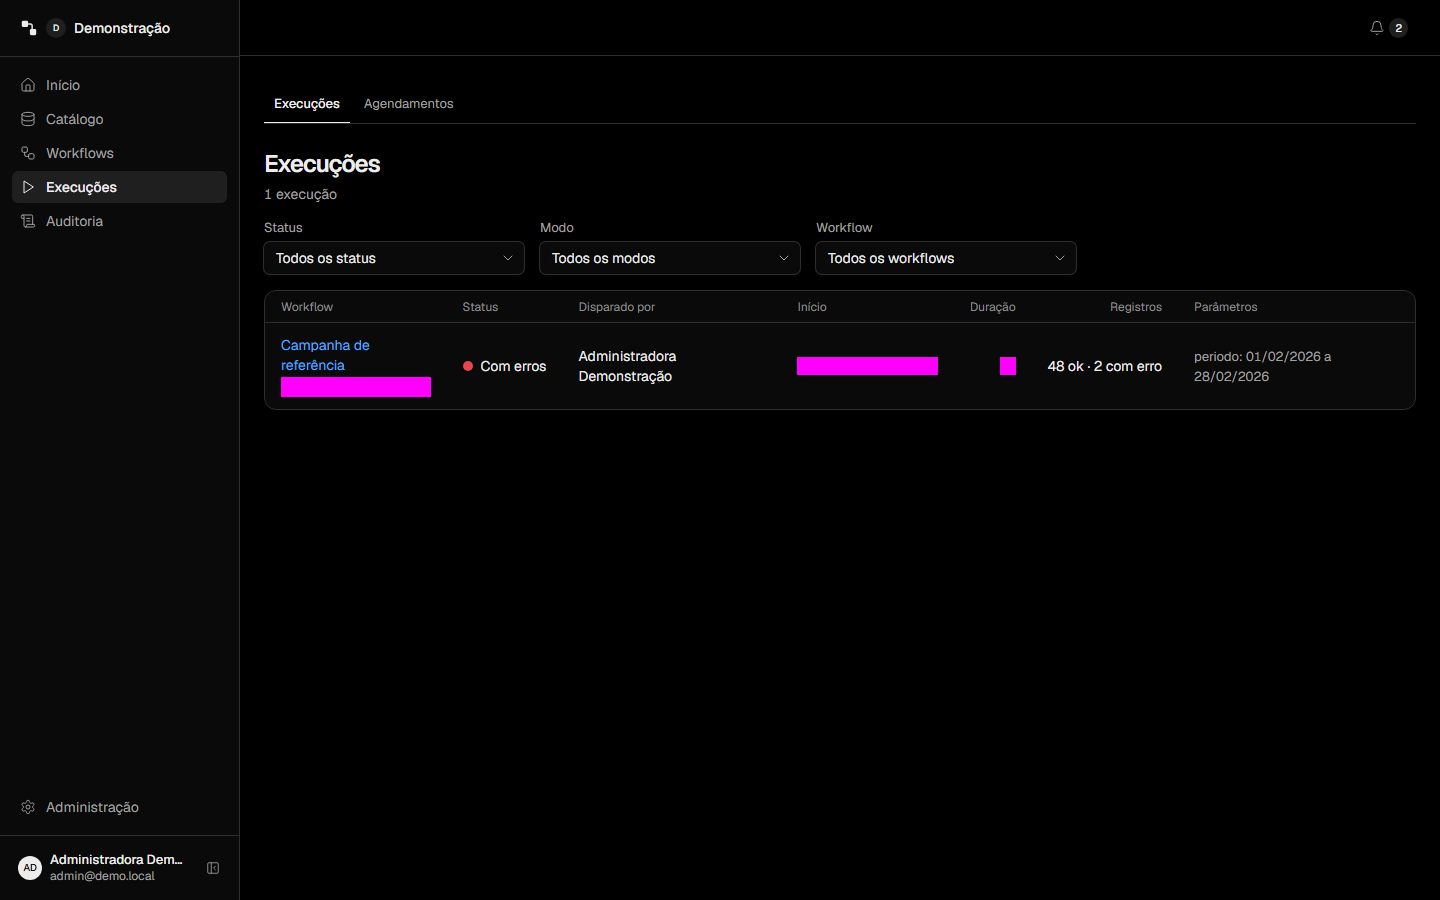 D Demonstração
2
Início
Catálogo
Workflows
Execuções
Auditoria
Execuções Agendamentos
Execuções
1 execução
Status Modo Workflow
Todos os status Todos os modos Todos os workflows
Workflow Status Disparado por Início Duração Registros Parâmetros
Campanha de
referência
Com erros
Administradora
Demonstração
48 ok · 2 com erro
periodo: 01/02/2026 a
28/02/2026
Administração
AD
Administradora Dem...
admin@demo.local